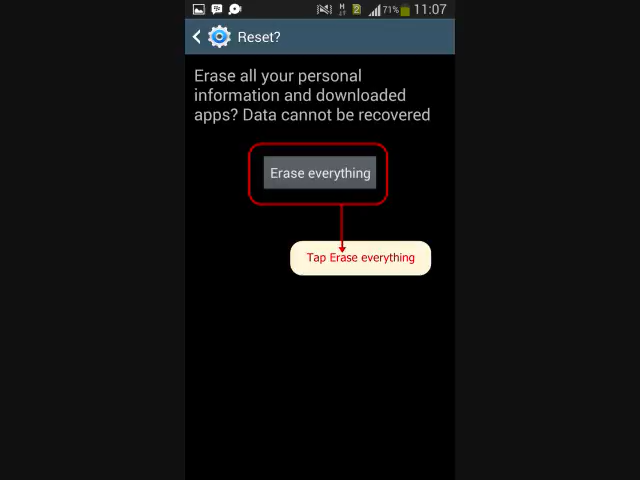 71% 11:07
Reset?
Erase all your personal
information and downloaded
apps? Data cannot be recovered
Erase everything
Tap Erase everything